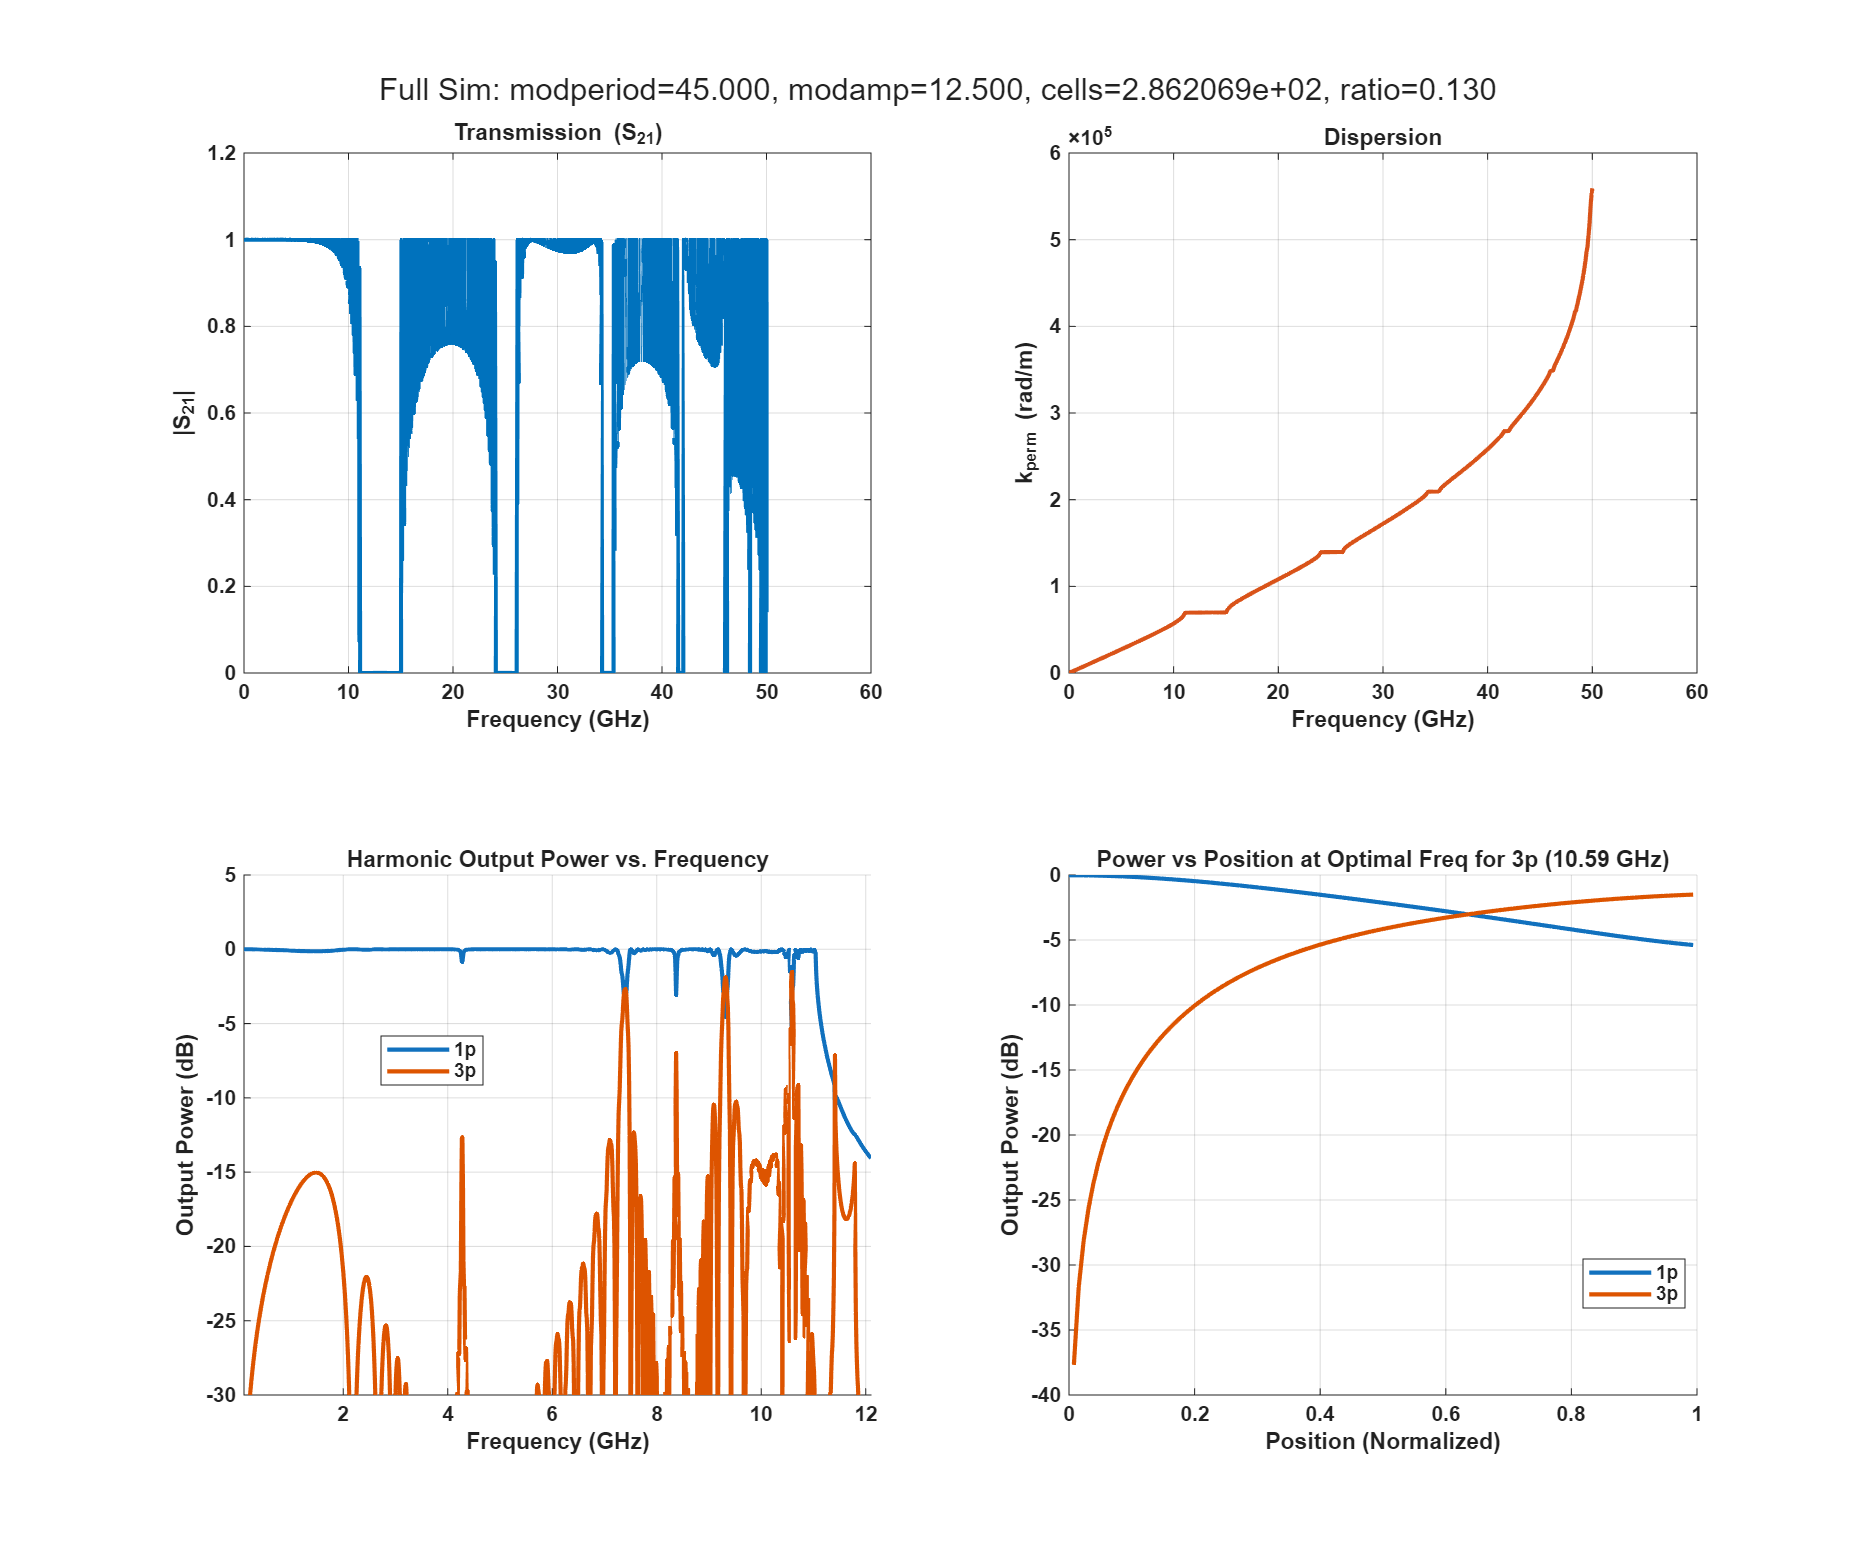 Full Sim: modperiod=45.000, modamp=12.500, cells=2.862069e+02, ratio=0.130
Transmission (S21)
1.2
1
0.8
0.6
0.4
0.2
0
|S21|
0 10 20 30 40 50 60
Frequency (GHz)
×10^5
Dispersion
6
5
4
3
2
1
0
kperm (rad/m)
0 10 20 30 40 50 60
Frequency (GHz)
Harmonic Output Power vs. Frequency
5
0
-5
-10
-15
-20
-25
-30
Output Power (dB)
1p
3p
2 4 6 8 10 12
Frequency (GHz)
Power vs Position at Optimal Freq for 3p (10.59 GHz)
0
-5
-10
-15
-20
-25
-30
-35
-40
Output Power (dB)
1p
3p
0 0.2 0.4 0.6 0.8 1
Position (Normalized)